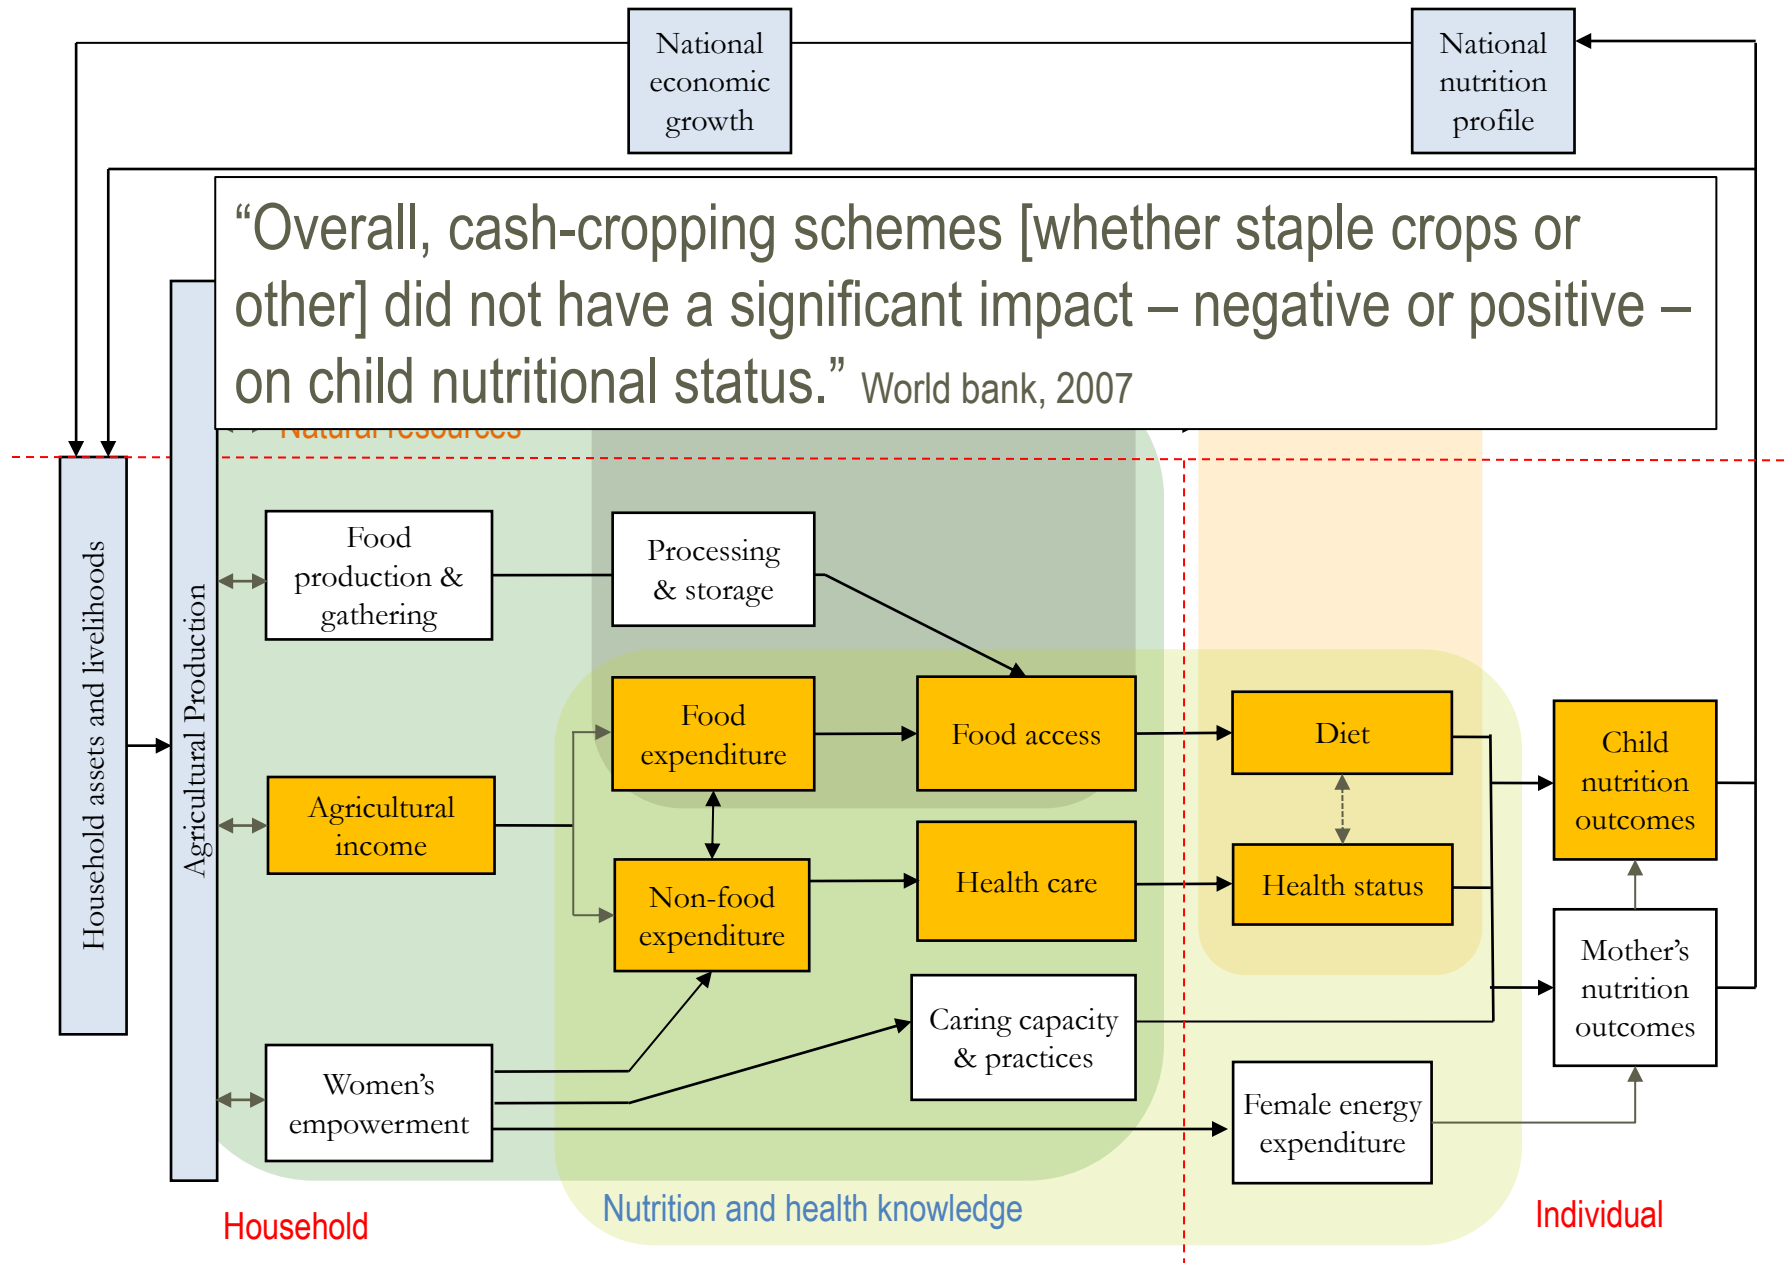 National
economic
growth
National
nutrition
profile
“Overall, cash-cropping schemes [whether staple crops or
other] did not have a significant impact – negative or positive –
on child nutritional status.” World bank, 2007
Natural resources
Household assets and livelihoods
Agricultural Production
Food
production &
gathering
Processing
& storage
Food
expenditure
Food access
Diet
Child
nutrition
outcomes
Agricultural
income
Non-food
expenditure
Health care
Health status
Mother’s
nutrition
outcomes
Caring capacity
& practices
Women’s
empowerment
Female energy
expenditure
Household
Nutrition and health knowledge
Individual